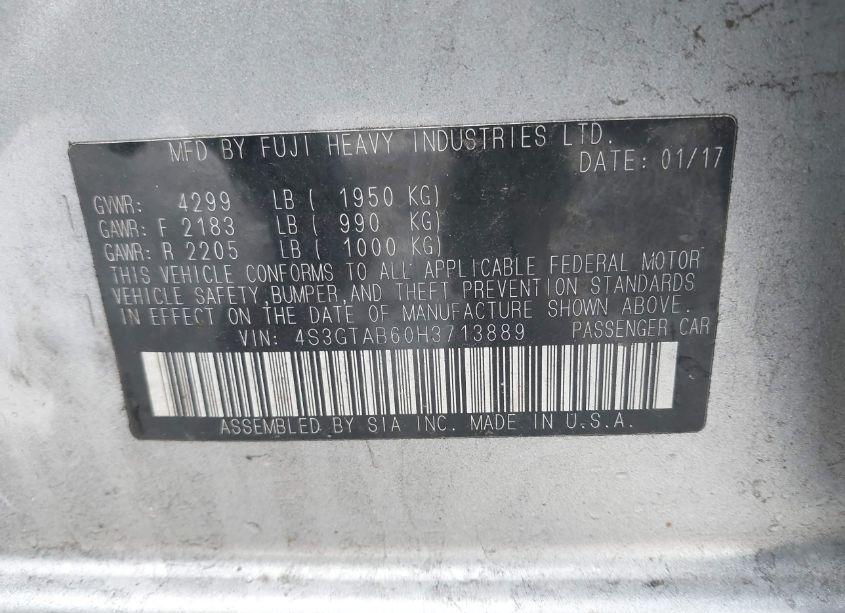 MFD BY FUJI HEAVY INDUSTRIES LTD.
DATE: 01/17
GVWR: 4299 LB ( 1950 KG)
GAWR: F 2183 LB ( 990 KG)
GAWR: R 2205 LB ( 1000 KG)
THIS VEHICLE CONFORMS TO ALL APPLICABLE FEDERAL MOTOR
VEHICLE SAFETY,BUMPER,AND THEFT PREVENTION STANDARDS
IN EFFECT ON THE DATE OF MANUFACTURE SHOWN ABOVE.
VIN: 4S3GTAB60H3713889 PASSENGER CAR
ASSEMBLED BY SIA INC. MADE IN U.S.A.